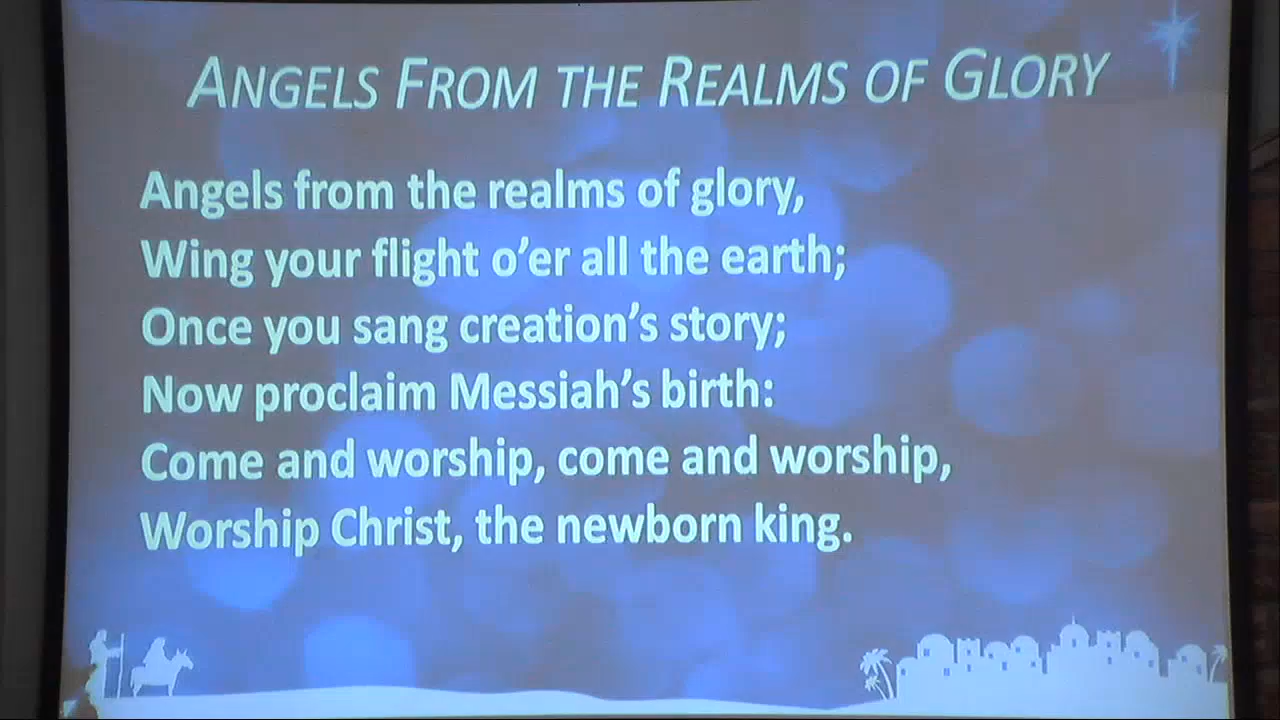 ANGELS FROM THE REALMS OF GLORY
Angels from the realms of glory,
Wing your flight o’er all the earth;
Once you sang creation’s story;
Now proclaim Messiah’s birth:
Come and worship, come and worship,
Worship Christ, the newborn king.